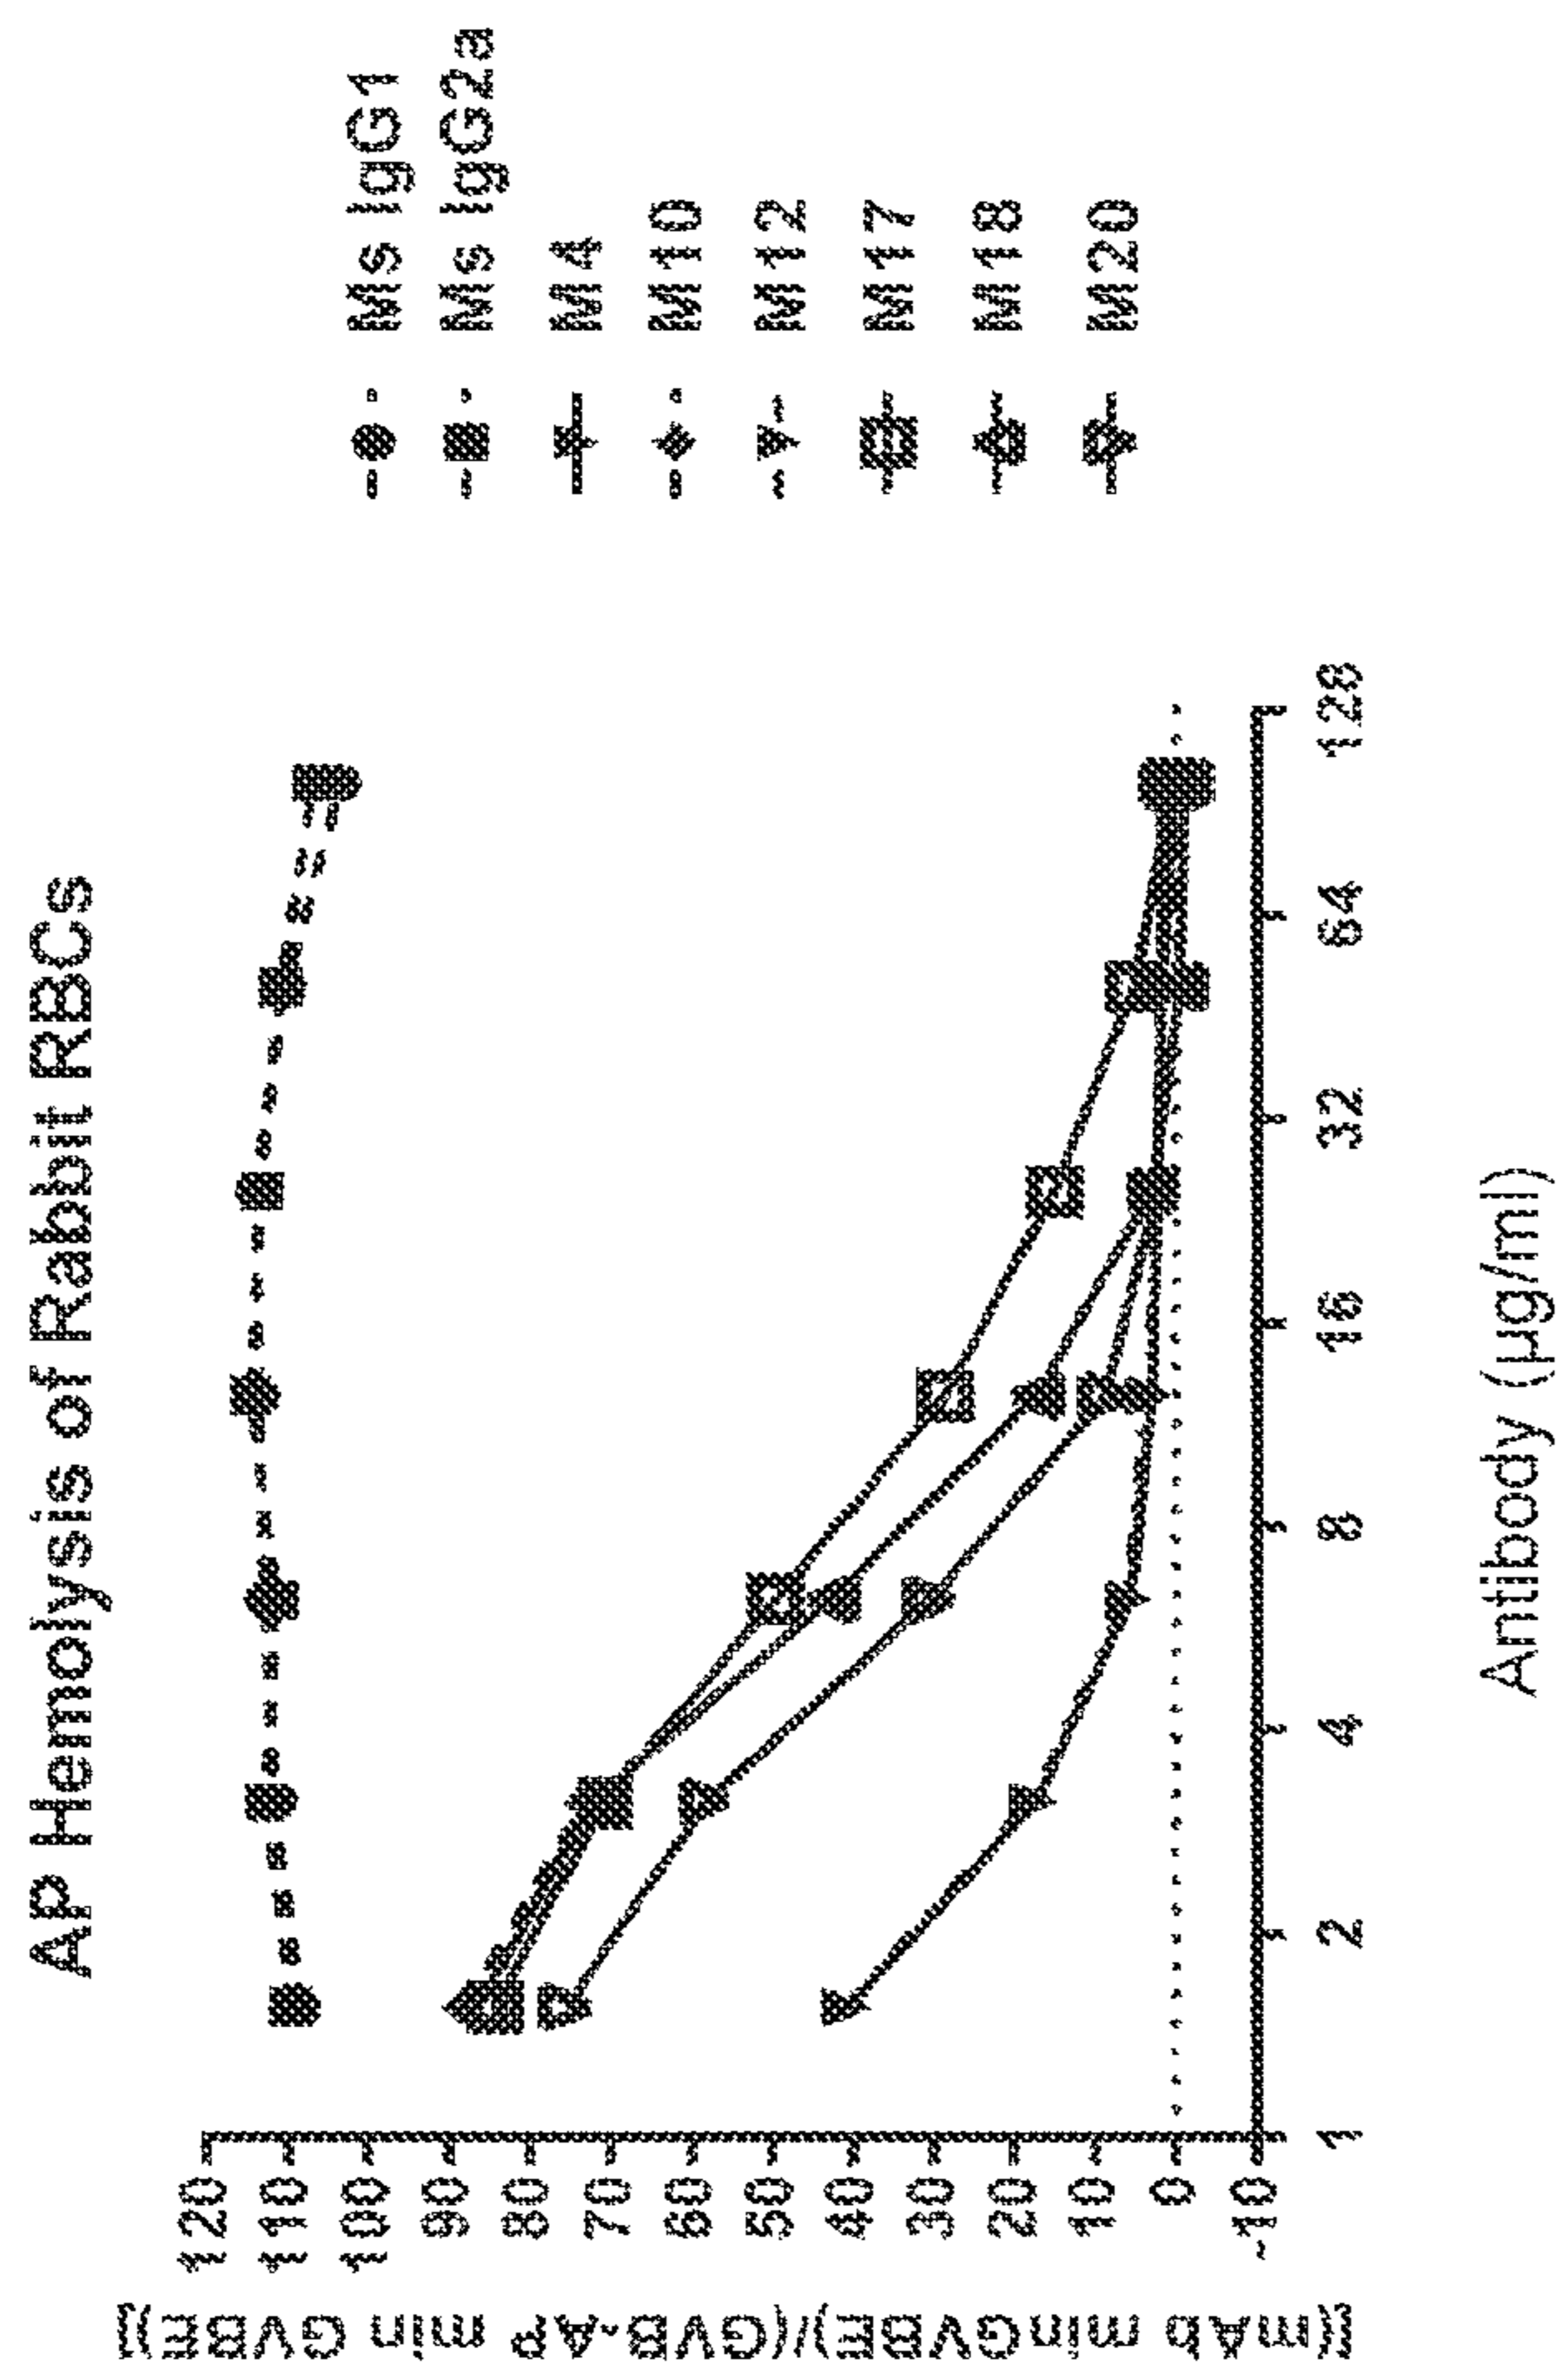 AP Hemolysis of Rabbit RBCs
[(mAb minGVBE)/(GVB-AP min GVBE)]
120
110
100
90
80
70
60
50
40
30
20
10
0
-10
1
2
4
8
16
32
64
128
Antibody (µg/ml)
Ms IgG1
Ms IgG2a
M4
M10
M12
M17
M18
M20